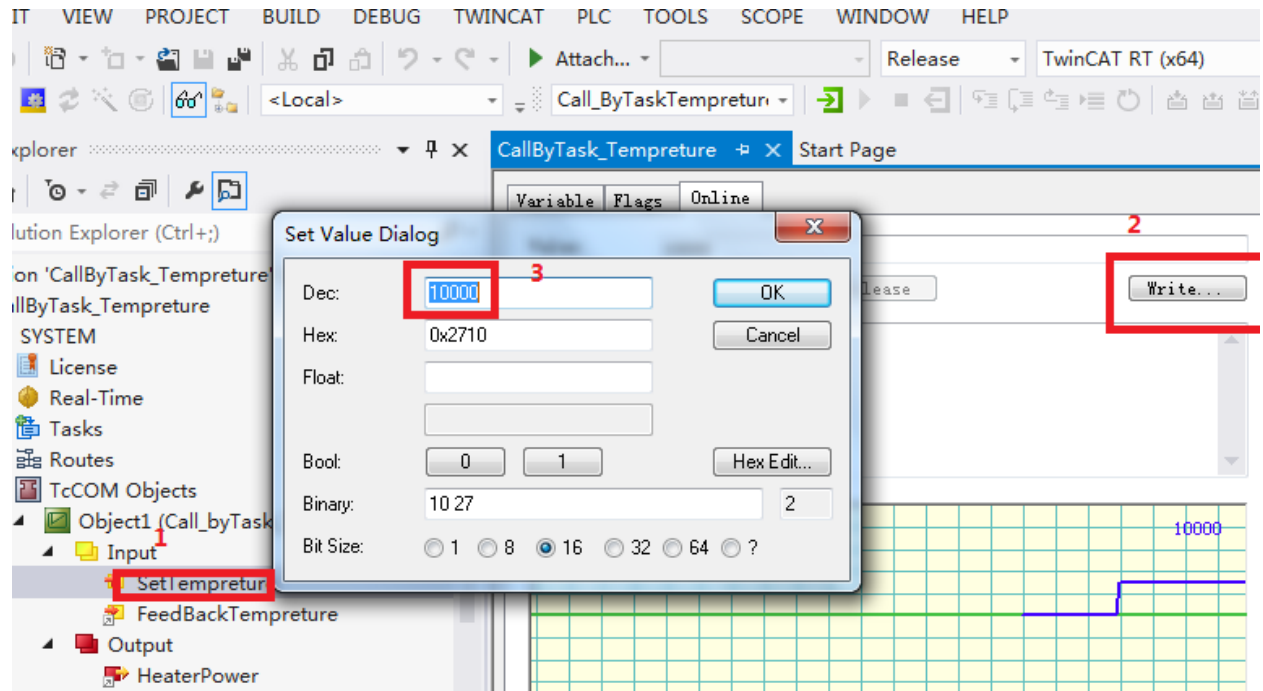 IT VIEW PROJECT BUILD DEBUG TWINCAT PLC TOOLS SCOPE WINDOW HELP
Attach... Release TwinCAT RT (x64)
<Local> Call_ByTaskTempretur
xplorer
CallByTask_Tempreture Start Page
Variable Flags Online
lution Explorer (Ctrl+;)
on 'CallByTask_Tempreture'
allByTask_Tempreture
SYSTEM
License
Real-Time
Tasks
Routes
TcCOM Objects
Object1 (Call_byTask
1
Input
SetTempretur
FeedBackTempreture
Output
HeaterPower
Set Value Dialog
Dec: 10000 3 OK
Hex: 0x2710 Cancel
Float:
Bool: 0 1 Hex Edit...
Binary: 10 27 2
Bit Size: 1 8 16 32 64 ?
2
lease Write...
10000